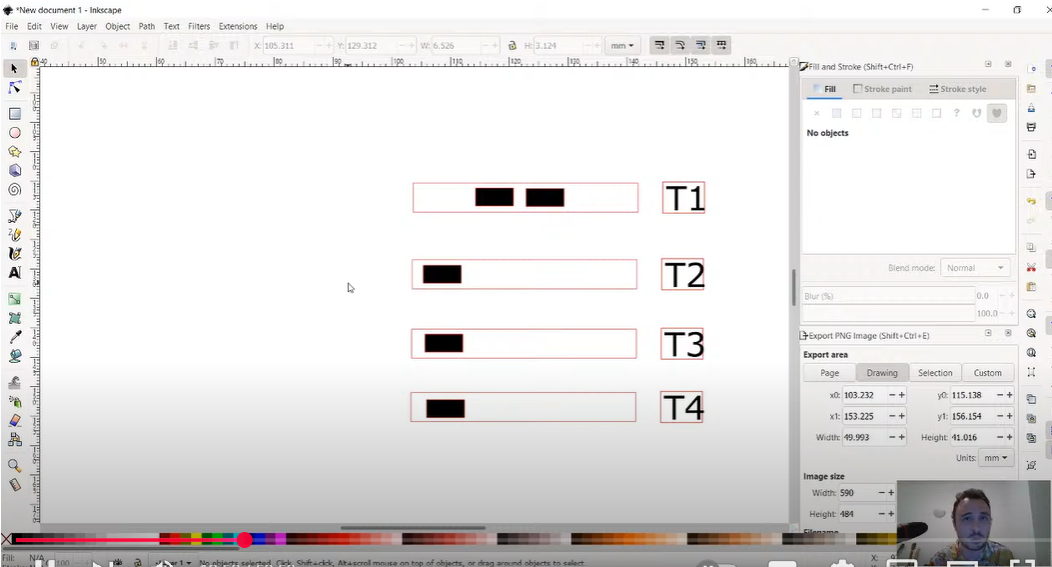 *New document 1 - Inkscape
File Edit View Layer Object Path Text Filters Extensions Help
X: 105.311 Y: 129.312 W: 6.526 H: 3.124 mm
Fill and Stroke (Shift+Ctrl+F)
Fill Stroke paint Stroke style
No objects
T1
T2
T3
T4
Blend mode: Normal
Blur (%) 0.0
100.0
Export PNG Image (Shift+Ctrl+E)
Export area
Page Drawing Selection Custom
x0: 103.232 y0: 115.138
x1: 153.225 y1: 156.154
Width: 49.993 Height: 41.016
Units: mm
Image size
Width: 590
Height: 484
Fill: N/A
No objects selected. Click, Shift+click, Alt+scroll mouse on top of objects, or drag around objects to select.
X: